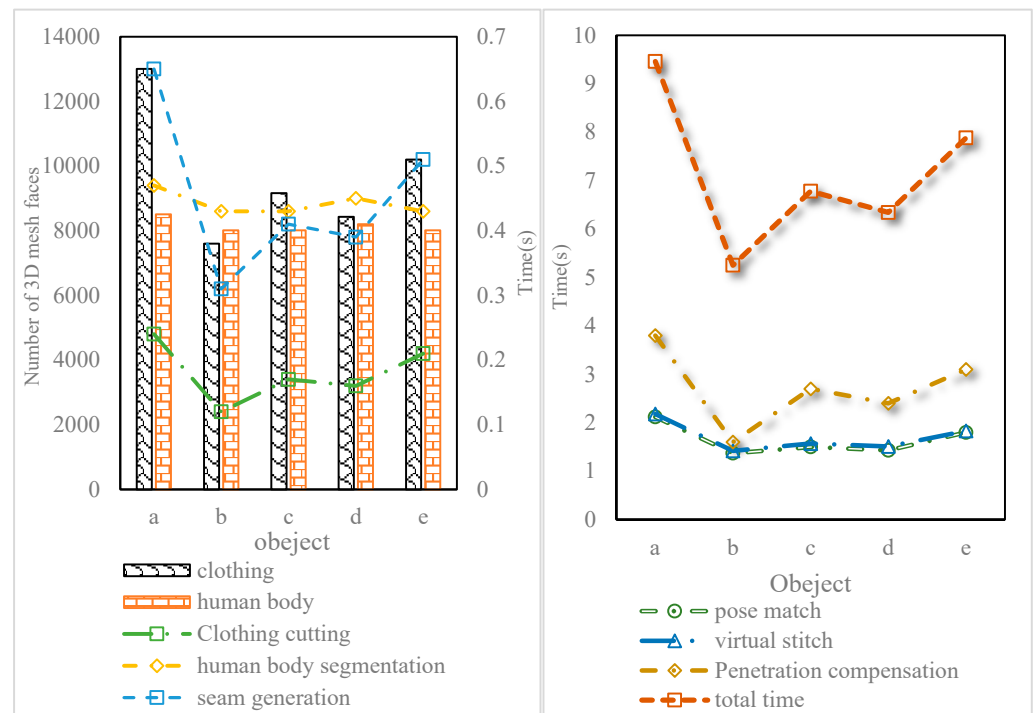 14000
12000
10000
8000
6000
4000
2000
0
Number of 3D mesh faces
0.7
0.6
0.5
0.4
0.3
0.2
0.1
0
Time(s)
a b c d e
obeject
clothing
human body
Clothing cutting
human body segmentation
seam generation
10
9
8
7
6
5
4
3
2
1
0
Time(s)
a b c d e
Obeject
pose match
virtual stitch
Penetration compensation
total time